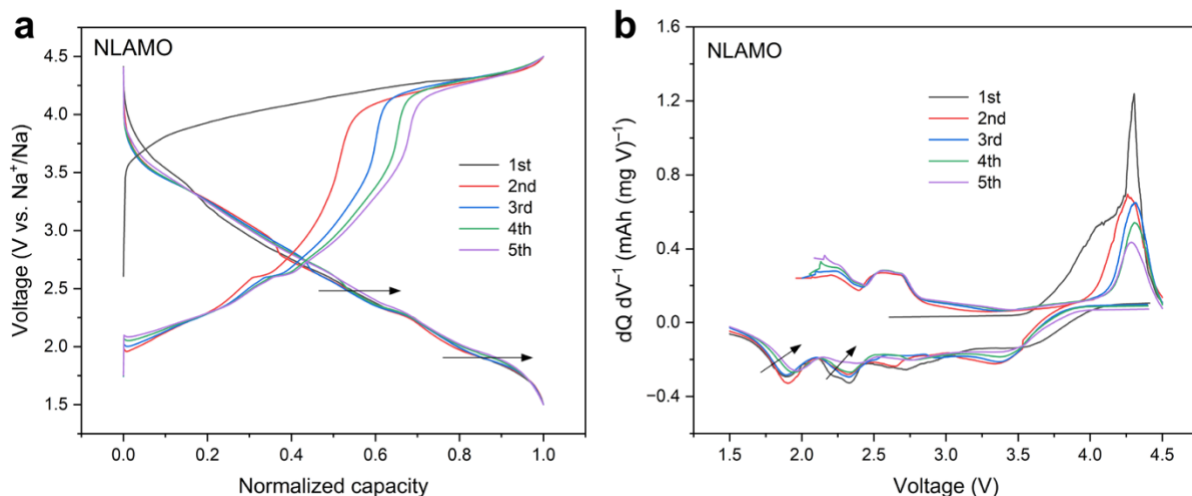 a
NLAMO
4.5
4.0
3.5
3.0
2.5
2.0
1.5
Voltage (V vs. Na⁺/Na)
1st
2nd
3rd
4th
5th
0.0 0.2 0.4 0.6 0.8 1.0
Normalized capacity
b
NLAMO
1.6
1.2
0.8
0.4
0.0
−0.4
dQ dV⁻¹ (mAh (mg V)⁻¹)
1st
2nd
3rd
4th
5th
1.5 2.0 2.5 3.0 3.5 4.0 4.5
Voltage (V)